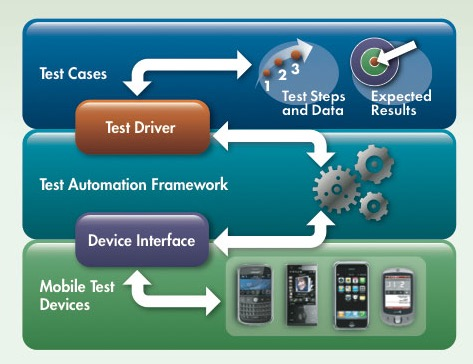 Test Cases
1 2 3
Test Steps
and Data
Expected
Results
Test Driver
Test Automation Framework
Device Interface
Mobile Test
Devices